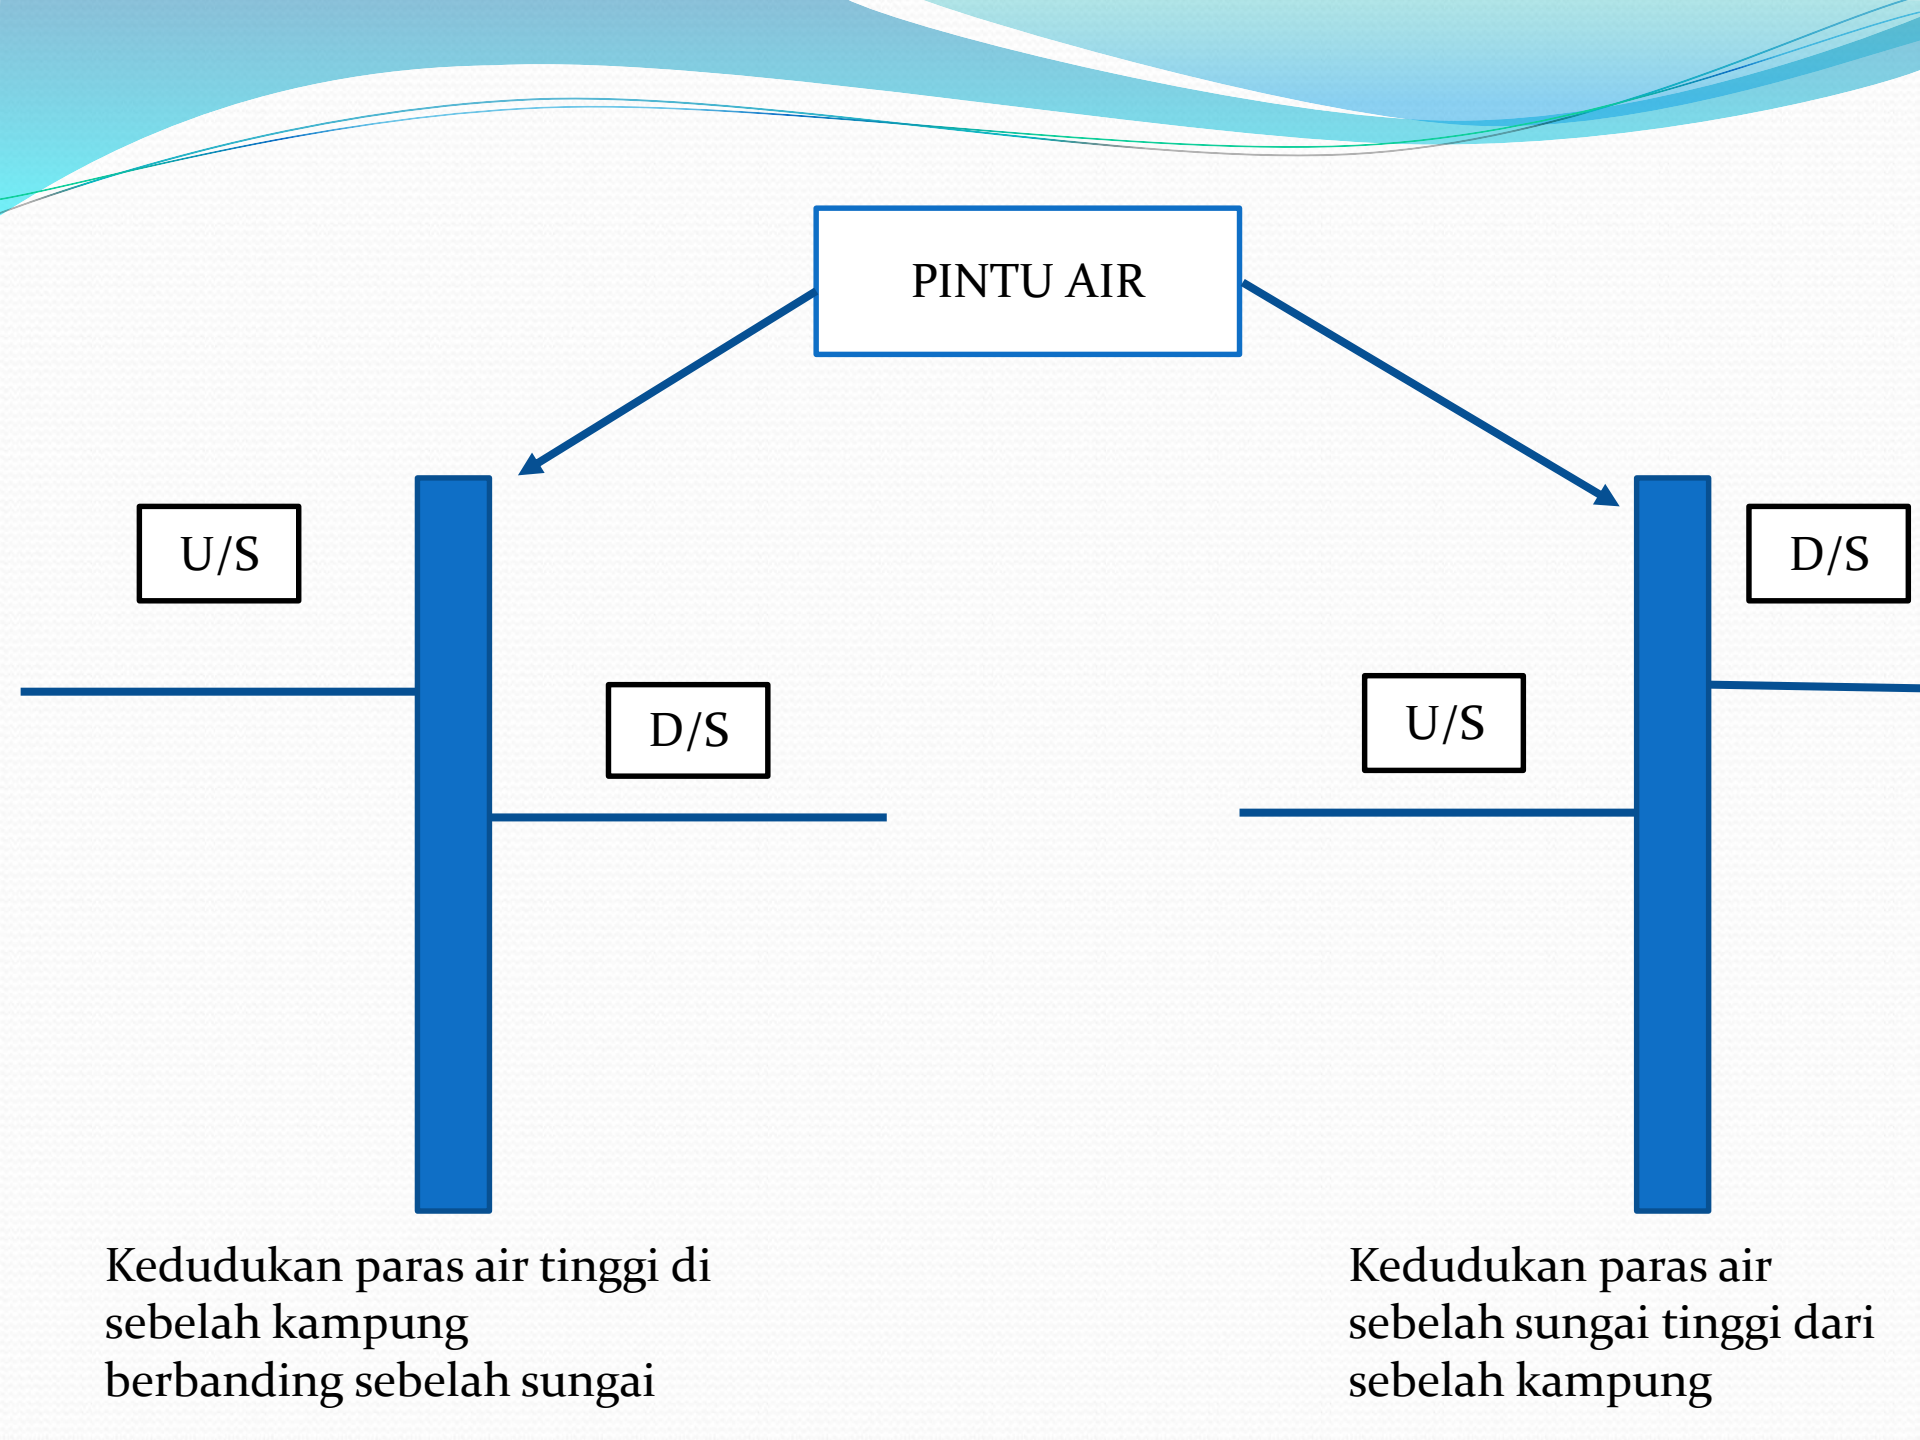 PINTU AIR
U/S
D/S
D/S
U/S
Kedudukan paras air tinggi di
sebelah kampung
berbanding sebelah sungai
Kedudukan paras air
sebelah sungai tinggi dari
sebelah kampung